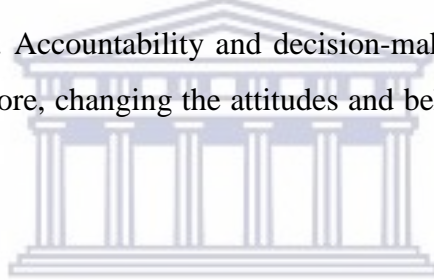 . Accountability and decision-mal
ore, changing the attitudes and be